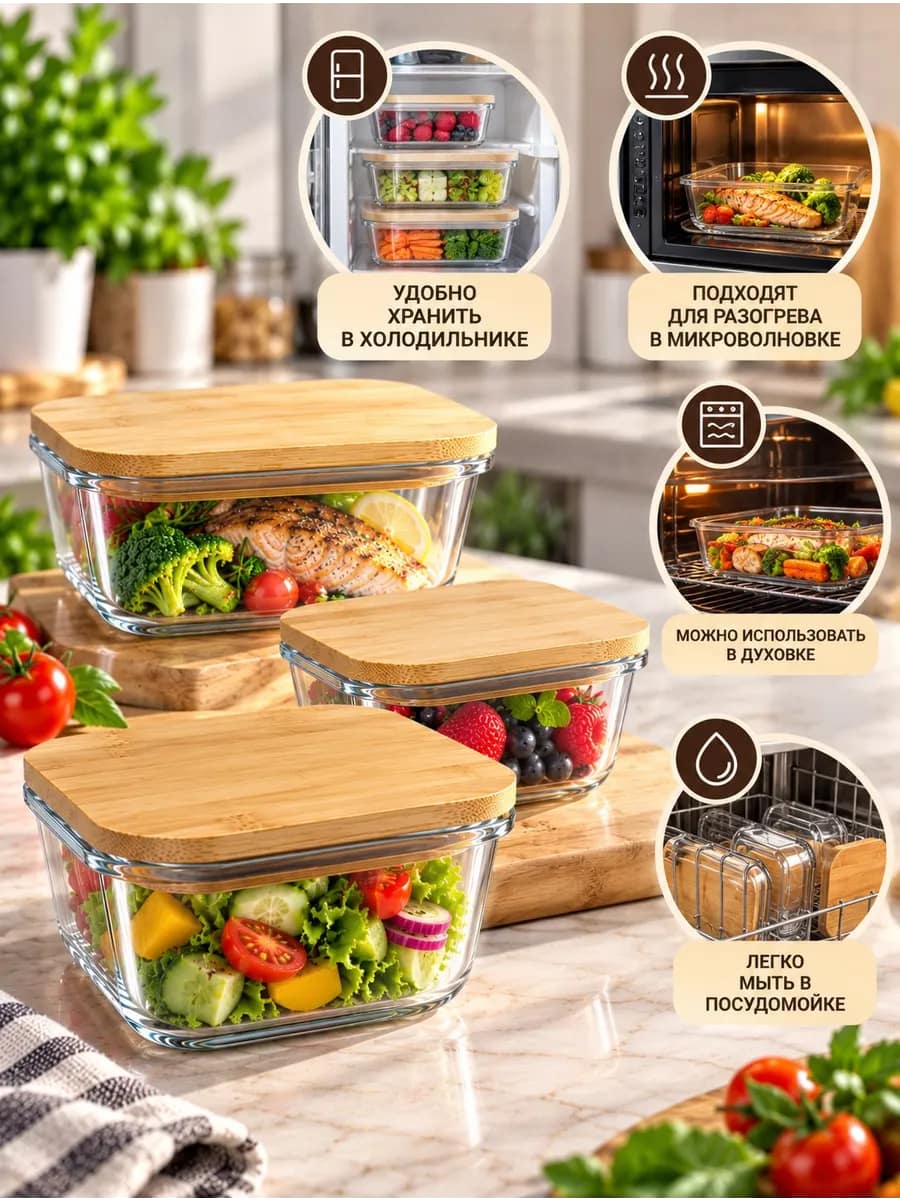 УДОБНО
ХРАНИТЬ
В ХОЛОДИЛЬНИКЕ
ПОДХОДЯТ
ДЛЯ РАЗОГРЕВА
В МИКРОВОЛНОВКЕ
МОЖНО ИСПОЛЬЗОВАТЬ
В ДУХОВКЕ
ЛЕГКО
МЫТЬ В
ПОСУДОМОЙКЕ